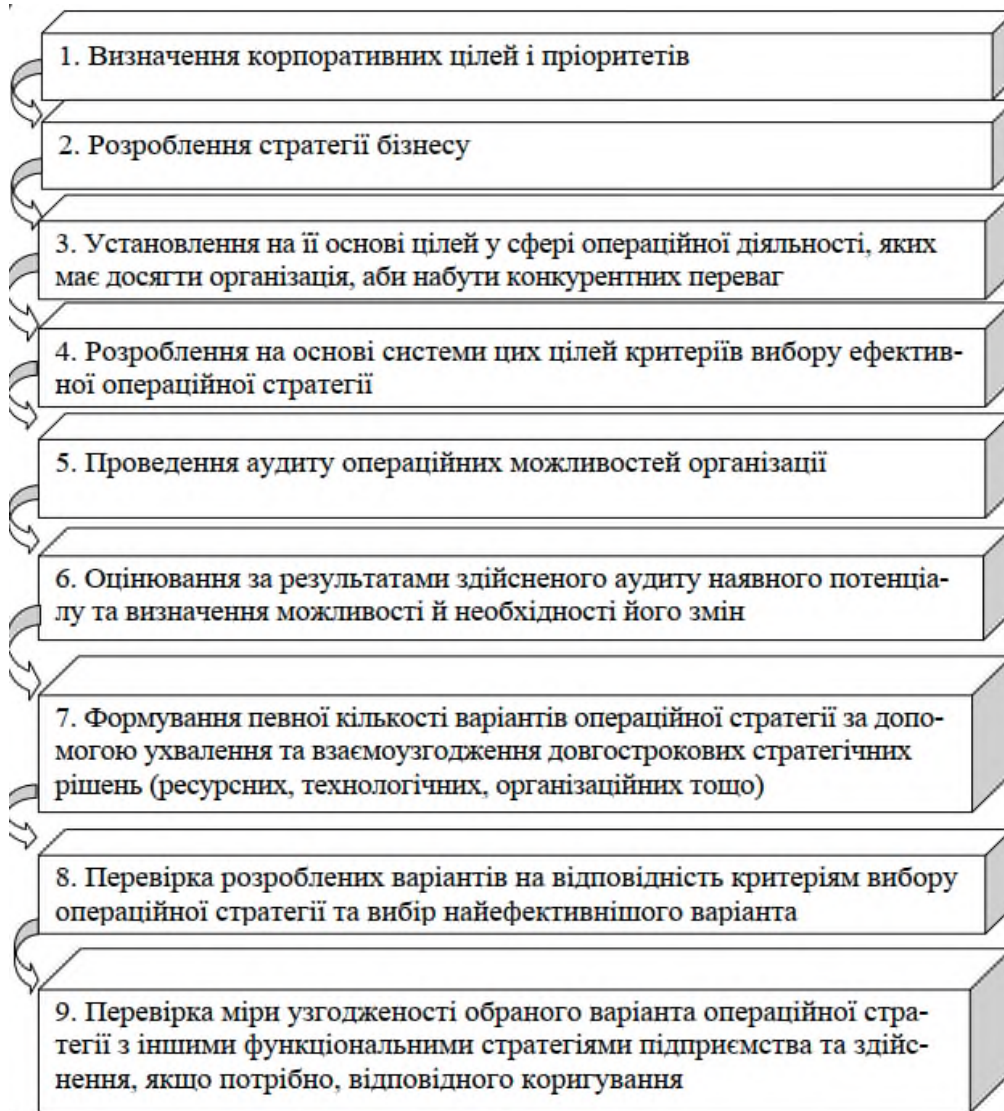 1. Визначення корпоративних цілей і пріоритетів
2. Розроблення стратегії бізнесу
3. Установлення на її основі цілей у сфері операційної діяльності, яких
має досягти організація, аби набути конкурентних переваг
4. Розроблення на основі системи цих цілей критеріїв вибору ефектив-
ної операційної стратегії
5. Проведення аудиту операційних можливостей організації
6. Оцінювання за результатами здійсненого аудиту наявного потенціа-
лу та визначення можливості й необхідності його змін
7. Формування певної кількості варіантів операційної стратегії за допо-
могою ухвалення та взаємоузгодження довгострокових стратегічних
рішень (ресурсних, технологічних, організаційних тощо)
8. Перевірка розроблених варіантів на відповідність критеріям вибору
операційної стратегії та вибір найефективнішого варіанта
9. Перевірка міри узгодженості обраного варіанта операційної стра-
тегії з іншими функціональними стратегіями підприємства та здійс-
нення, якщо потрібно, відповідного коригування